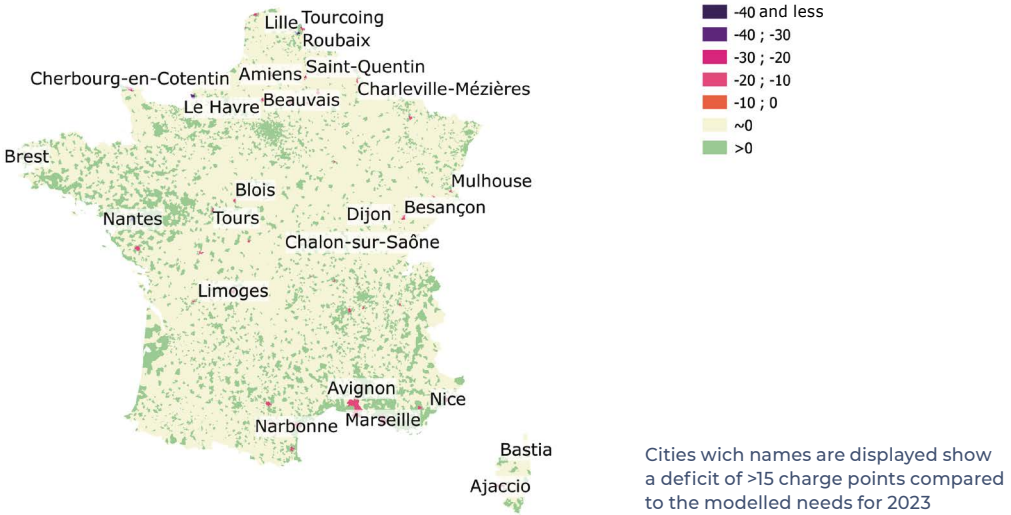 Lille
Tourcoing
Roubaix
Amiens
Saint-Quentin
Cherbourg-en-Cotentin
Charleville-Mézières
Le Havre
Beauvais
Brest
Mulhouse
Blois
Besançon
Nantes
Tours
Dijon
Chalon-sur-Saône
Limoges
Avignon
Nice
Marseille
Narbonne
Bastia
Ajaccio
-40 and less
-40 ; -30
-30 ; -20
-20 ; -10
-10 ; 0
~0
>0
Cities wich names are displayed show
a deficit of >15 charge points compared
to the modelled needs for 2023